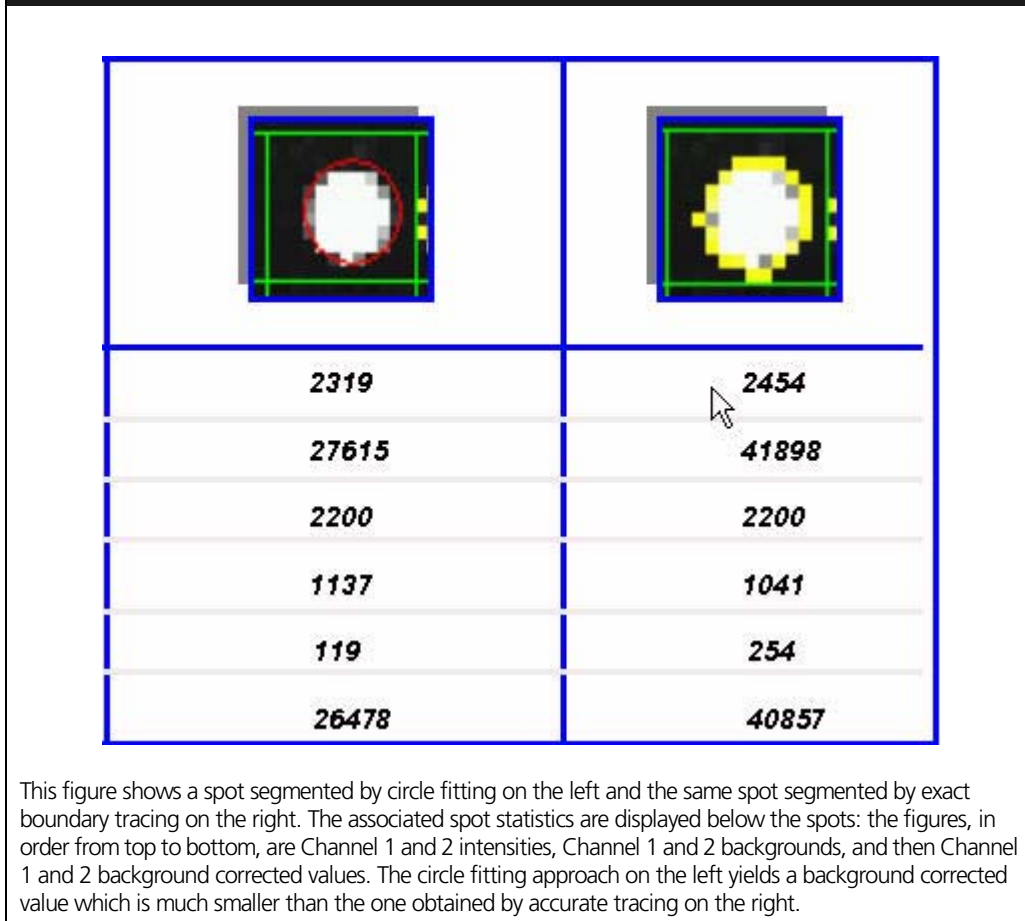 2319 2454
27615 41898
2200 2200
1137 1041
119 254
26478 40857
This figure shows a spot segmented by circle fitting on the left and the same spot segmented by exact
boundary tracing on the right. The associated spot statistics are displayed below the spots: the figures, in
order from top to bottom, are Channel 1 and 2 intensities, Channel 1 and 2 backgrounds, and then Channel
1 and 2 background corrected values. The circle fitting approach on the left yields a background corrected
value which is much smaller than the one obtained by accurate tracing on the right.